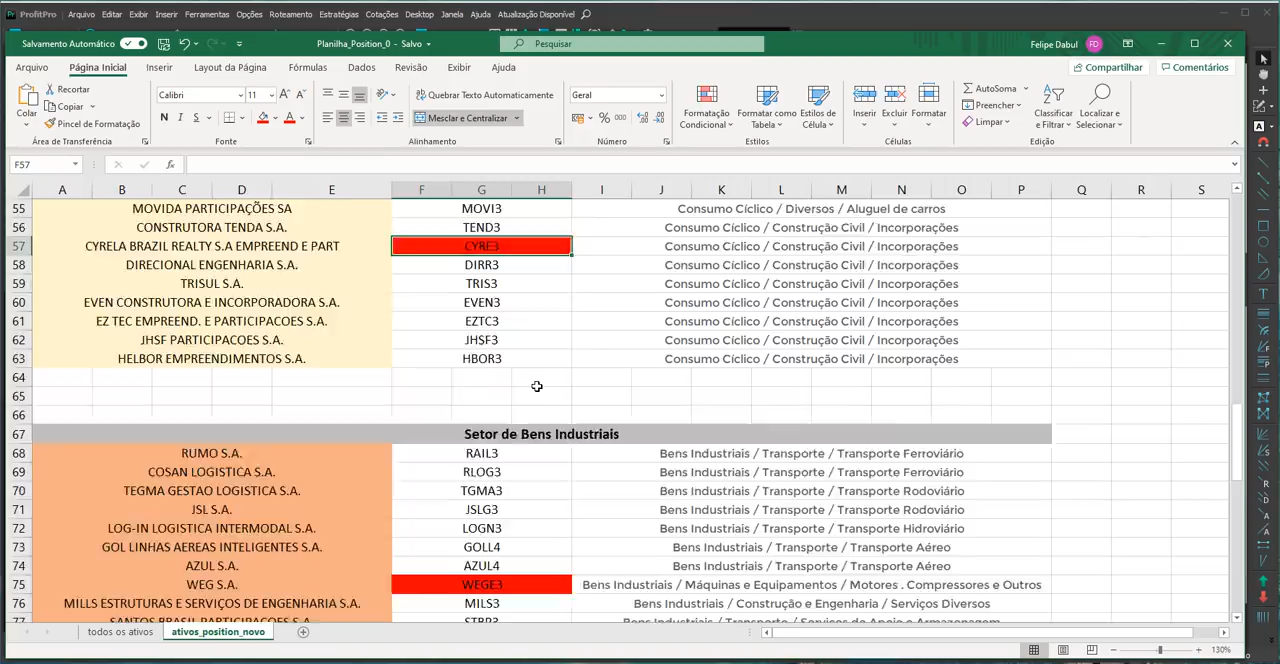 ProfitPro Arquivo Editar Exibir Inserir Ferramentas Opções Roteamento Estratégias Cotações Desktop Janela Ajuda Atualização Disponível
Salvamento Automático Planilha_Position_0 - Salvo Pesquisar Felipe Dabul FD
Arquivo Página Inicial Inserir Layout da Página Fórmulas Dados Revisão Exibir Ajuda Compartilhar Comentários
Colar Recortar Copiar Pincel de Formatação
Calibri 11
N I S
Quebrar Texto Automaticamente
Mesclar e Centralizar
Geral
% 000
Formatação Condicional
Formatar como Tabela
Estilos de Célula
Inserir Excluir Formatar
AutoSoma
Preencher
Limpar
Classificar e Filtrar
Localizar e Selecionar
Área de Transferência Fonte Alinhamento Número Estilos Células Edição
F57 fx
A B C D E F G H I J K L M N O P Q R S
55 MOVIDA PARTICIPAÇÕES SA MOVI3 Consumo Cíclico / Diversos / Aluguel de carros
56 CONSTRUTORA TENDA S.A. TEND3 Consumo Cíclico / Construção Civil / Incorporações
57 CYRELA BRAZIL REALTY S.A EMPREEND E PART CYRE3 Consumo Cíclico / Construção Civil / Incorporações
58 DIRECIONAL ENGENHARIA S.A. DIRR3 Consumo Cíclico / Construção Civil / Incorporações
59 TRISUL S.A. TRIS3 Consumo Cíclico / Construção Civil / Incorporações
60 EVEN CONSTRUTORA E INCORPORADORA S.A. EVEN3 Consumo Cíclico / Construção Civil / Incorporações
61 EZ TEC EMPREEND. E PARTICIPACOES S.A. EZTC3 Consumo Cíclico / Construção Civil / Incorporações
62 JHSF PARTICIPACOES S.A. JHSF3 Consumo Cíclico / Construção Civil / Incorporações
63 HELBOR EMPREENDIMENTOS S.A. HBOR3 Consumo Cíclico / Construção Civil / Incorporações
64
65
66
67 Setor de Bens Industriais
68 RUMO S.A. RAIL3 Bens Industriais / Transporte / Transporte Ferroviário
69 COSAN LOGISTICA S.A. RLOG3 Bens Industriais / Transporte / Transporte Ferroviário
70 TEGMA GESTAO LOGISTICA S.A. TGMA3 Bens Industriais / Transporte / Transporte Rodoviário
71 JSL S.A. JSLG3 Bens Industriais / Transporte / Transporte Rodoviário
72 LOG-IN LOGISTICA INTERMODAL S.A. LOGN3 Bens Industriais / Transporte / Transporte Hidroviário
73 GOL LINHAS AEREAS INTELIGENTES S.A. GOLL4 Bens Industriais / Transporte / Transporte Aéreo
74 AZUL S.A. AZUL4 Bens Industriais / Transporte / Transporte Aéreo
75 WEG S.A. WEGE3 Bens Industriais / Máquinas e Equipamentos / Motores . Compressores e Outros
76 MILLS ESTRUTURAS E SERVIÇOS DE ENGENHARIA S.A. MILS3 Bens Industriais / Construção e Engenharia / Serviços Diversos
77 SANTOS BRASIL PARTICIPACOES S.A. STBP3 Bens Industriais / Transporte / Serviços de Apoio e Armazenagem
todos os ativos ativos_position_novo
130%